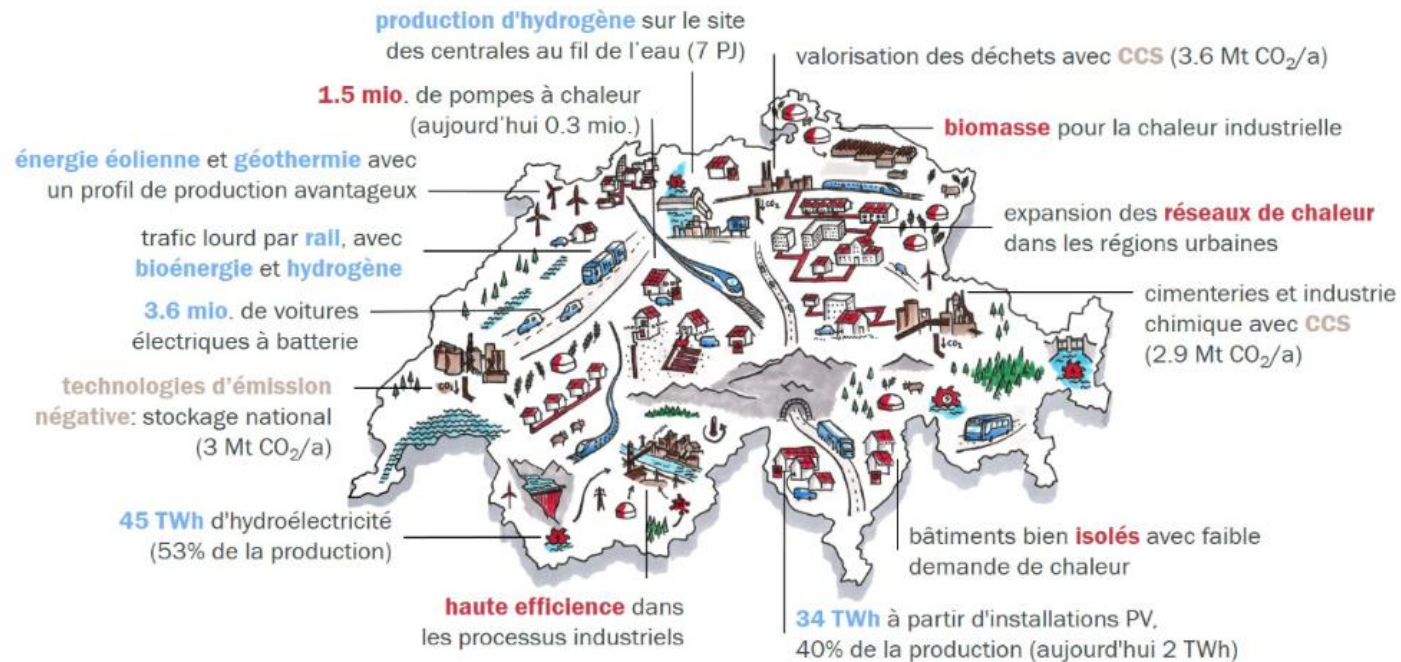 production d'hydrogène sur le site
des centrales au fil de l'eau (7 PJ)
valorisation des déchets avec CCS (3.6 Mt CO₂/a)
1.5 mio. de pompes à chaleur
(aujourd'hui 0.3 mio.)
biomasse pour la chaleur industrielle
énergie éolienne et géothermie avec
un profil de production avantageux
expansion des réseaux de chaleur
dans les régions urbaines
trafic lourd par rail, avec
bioénergie et hydrogène
3.6 mio. de voitures
électriques à batterie
cimenteries et industrie
chimique avec CCS
(2.9 Mt CO₂/a)
technologies d'émission
négative: stockage national
(3 Mt CO₂/a)
45 TWh d'hydroélectricité
(53% de la production)
bâtiments bien isolés avec faible
demande de chaleur
haute efficience dans
les processus industriels
34 TWh à partir d'installations PV,
40% de la production (aujourd'hui 2 TWh)
CO₂
CO₂
CO₂